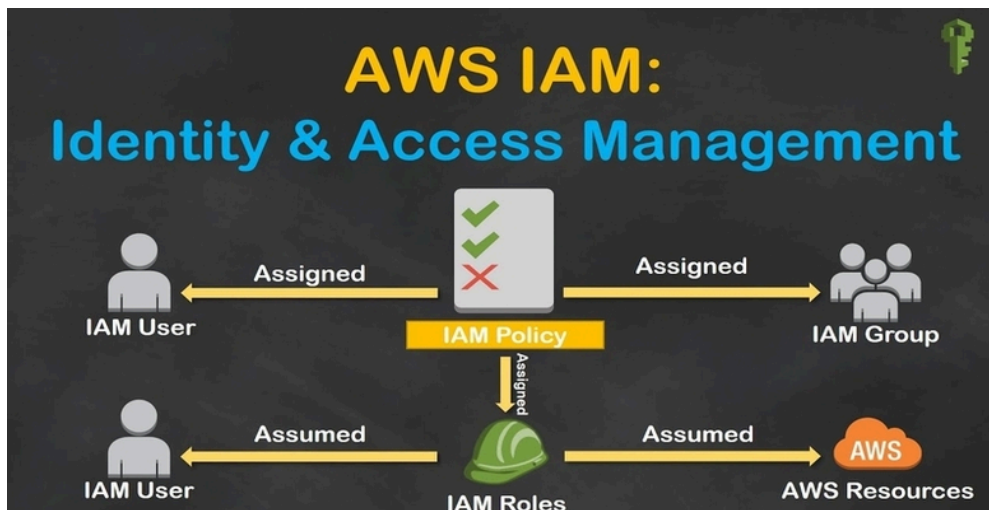 AWS IAM:
Identity & Access Management
Assigned
Assigned
IAM User
IAM Policy
IAM Group
Assigned
Assumed
Assumed
AWS
IAM User
IAM Roles
AWS Resources